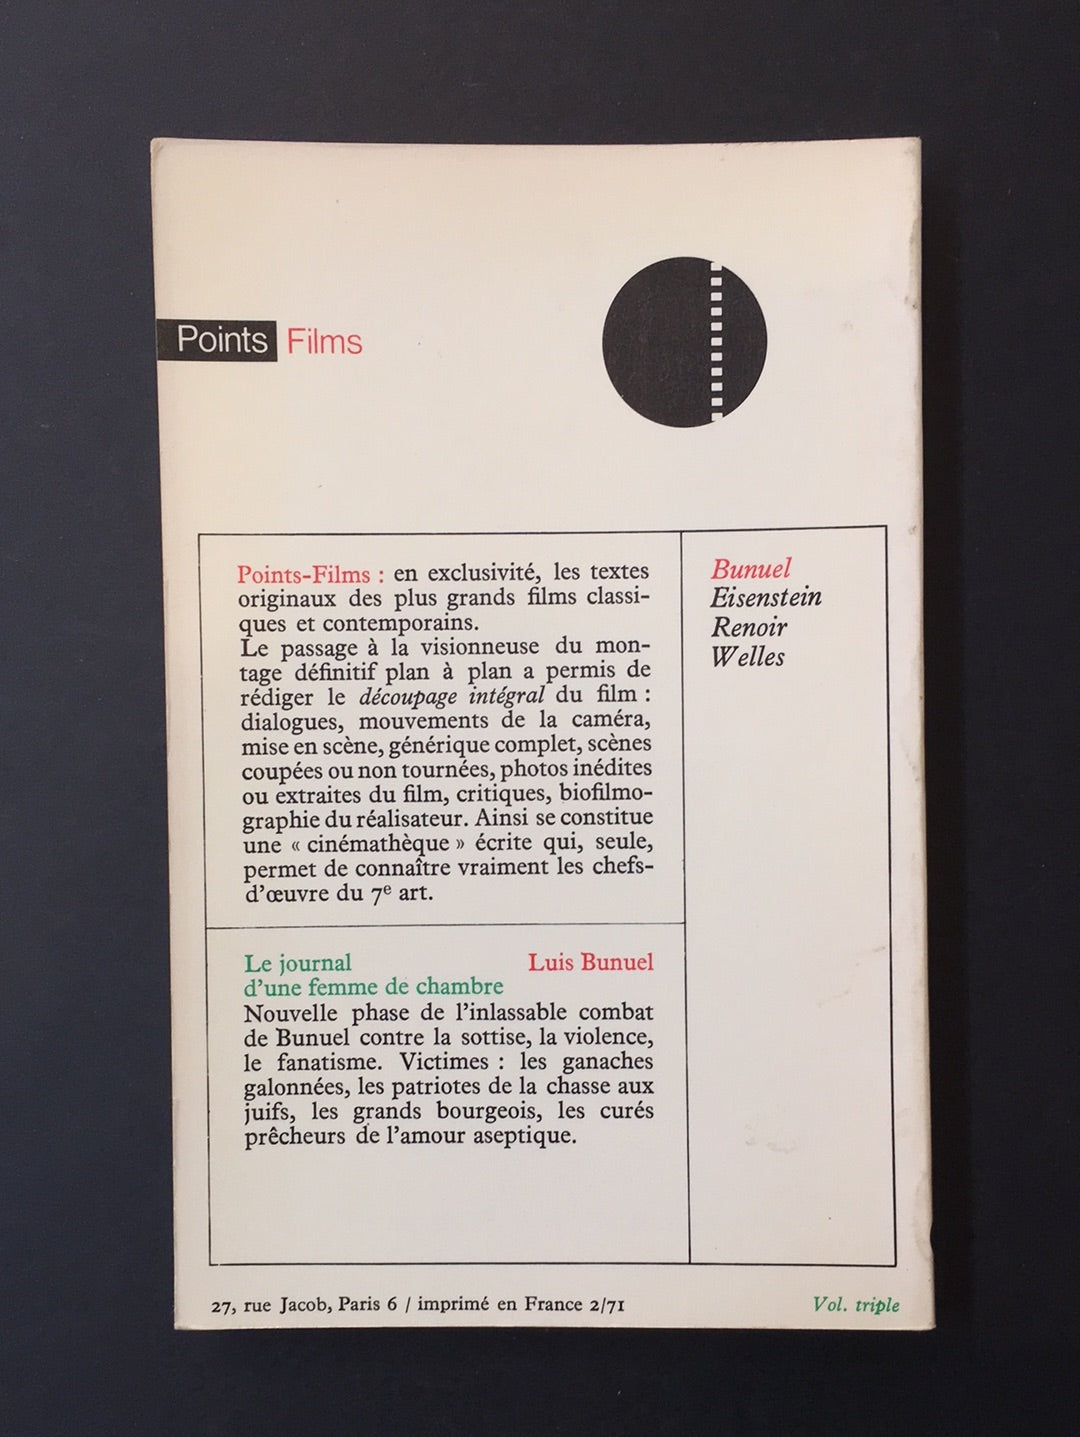 Points Films
Points-Films : en exclusivité, les textes
originaux des plus grands films classi-
ques et contemporains.
Le passage à la visionneuse du mon-
tage définitif plan à plan a permis de
rédiger le découpage intégral du film :
dialogues, mouvements de la caméra,
mise en scène, générique complet, scènes
coupées ou non tournées, photos inédites
ou extraites du film, critiques, biofilmo-
graphie du réalisateur. Ainsi se constitue
une « cinémathèque » écrite qui, seule,
permet de connaître vraiment les chefs-
d'œuvre du 7e art.
Bunuel
Eisenstein
Renoir
Welles
Le journal Luis Bunuel
d'une femme de chambre
Nouvelle phase de l'inlassable combat
de Bunuel contre la sottise, la violence,
le fanatisme. Victimes : les ganaches
galonnées, les patriotes de la chasse aux
juifs, les grands bourgeois, les curés
prêcheurs de l'amour aseptique.
27, rue Jacob, Paris 6 / imprimé en France 2/71 Vol. triple